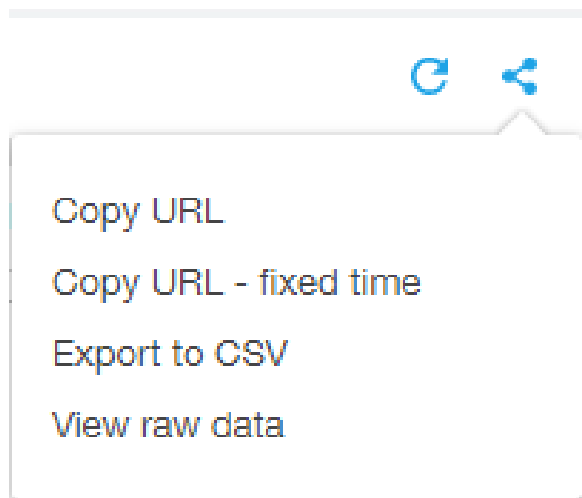 Copy URL
Copy URL - fixed time
Export to CSV
View raw data